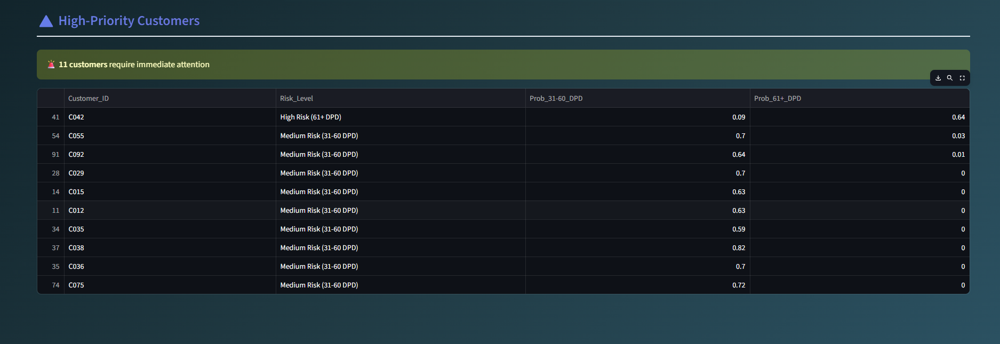 High-Priority Customers
11 customers require immediate attention
Customer_ID Risk_Level Prob_31-60_DPD Prob_61+_DPD
41 C042 High Risk (61+ DPD) 0.09 0.64
54 C055 Medium Risk (31-60 DPD) 0.7 0.03
91 C092 Medium Risk (31-60 DPD) 0.64 0.01
28 C029 Medium Risk (31-60 DPD) 0.7 0
14 C015 Medium Risk (31-60 DPD) 0.63 0
11 C012 Medium Risk (31-60 DPD) 0.63 0
34 C035 Medium Risk (31-60 DPD) 0.59 0
37 C038 Medium Risk (31-60 DPD) 0.82 0
35 C036 Medium Risk (31-60 DPD) 0.7 0
74 C075 Medium Risk (31-60 DPD) 0.72 0